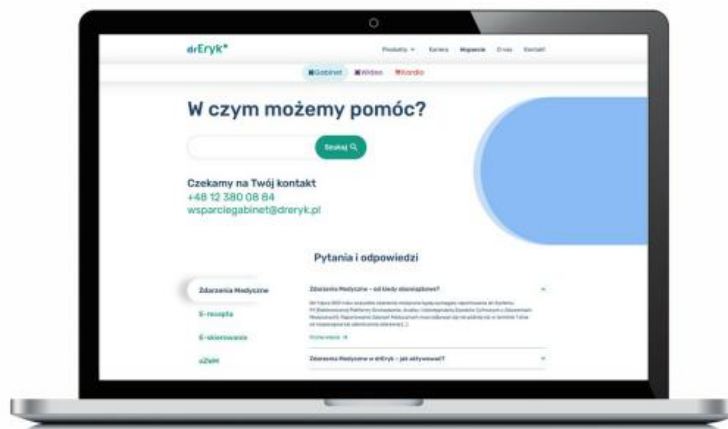 drEryk*
Produkty Kariera Wsparcie O nas Kontakt
Gabinet Wideo Kardio
W czym możemy pomóc?
Szukaj
Czekamy na Twój kontakt
+48 12 380 08 84
wsparciegabinet@dreryk.pl
Pytania i odpowiedzi
Zdarzenia Medyczne
E-recepta
E-skierowanie
eZWM
Zdarzenia Medyczne - od kiedy obowiązkowe?
Czytaj więcej
Zdarzenia Medyczne w drEryk - jak aktywować?